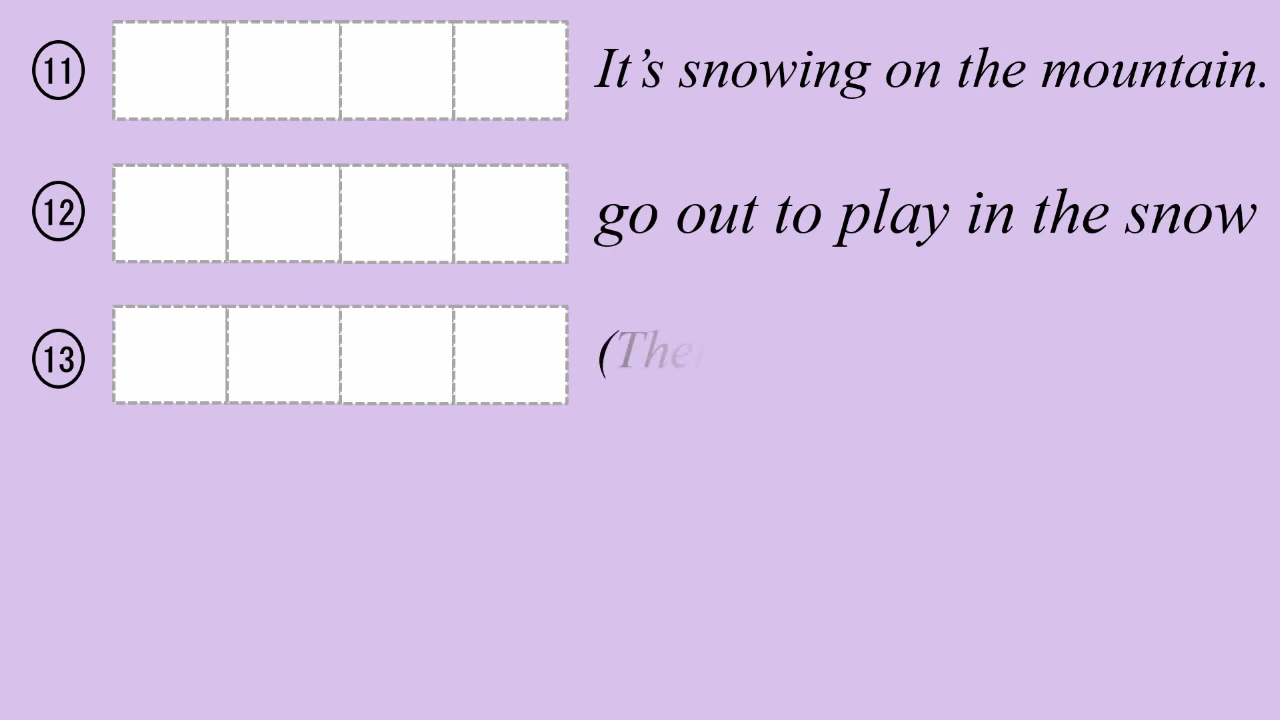 ⑪ It’s snowing on the mountain.
⑫ go out to play in the snow
⑬ (The